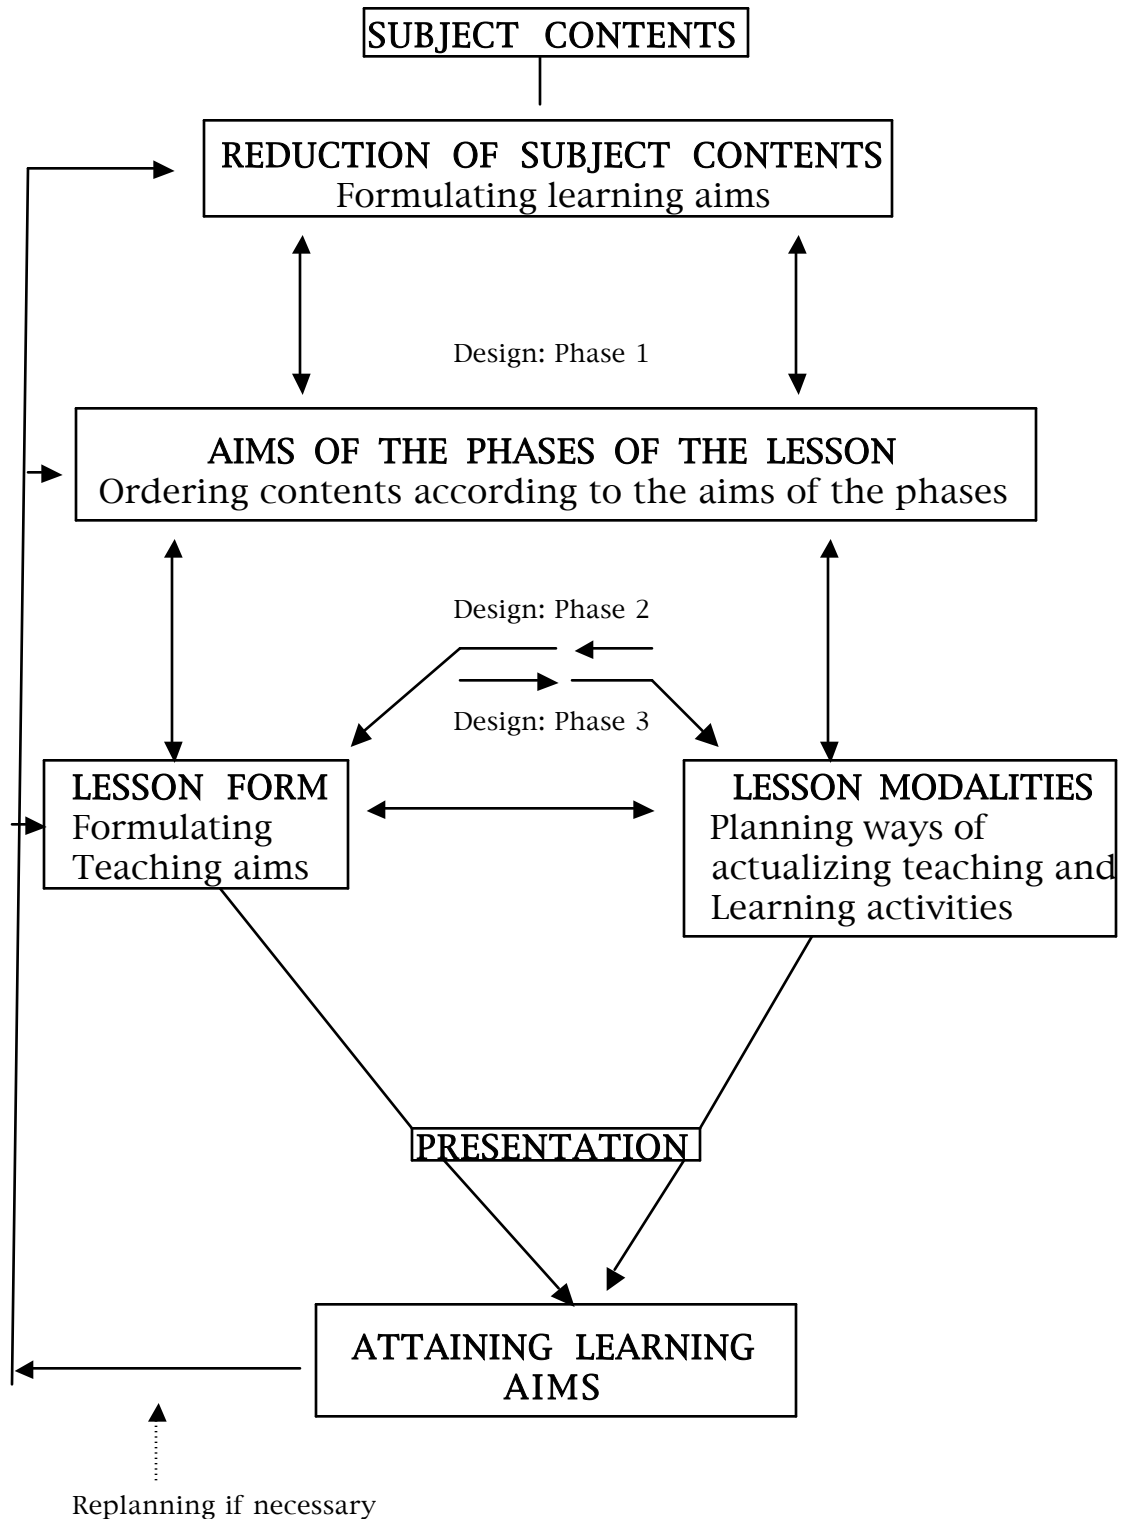 SUBJECT CONTENTS
REDUCTION OF SUBJECT CONTENTS
Formulating learning aims
Design: Phase 1
AIMS OF THE PHASES OF THE LESSON
Ordering contents according to the aims of the phases
Design: Phase 2
Design: Phase 3
LESSON FORM
Formulating
Teaching aims
LESSON MODALITIES
Planning ways of
actualizing teaching and
Learning activities
PRESENTATION
ATTAINING LEARNING
AIMS
Replanning if necessary